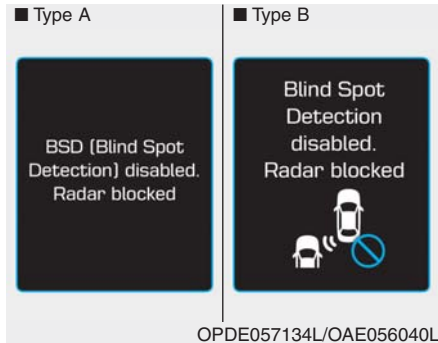 ■ Type A
BSD (Blind Spot
Detection) disabled.
Radar blocked
■ Type B
Blind Spot
Detection
disabled.
Radar blocked
OPDE057134L/OAE056040L